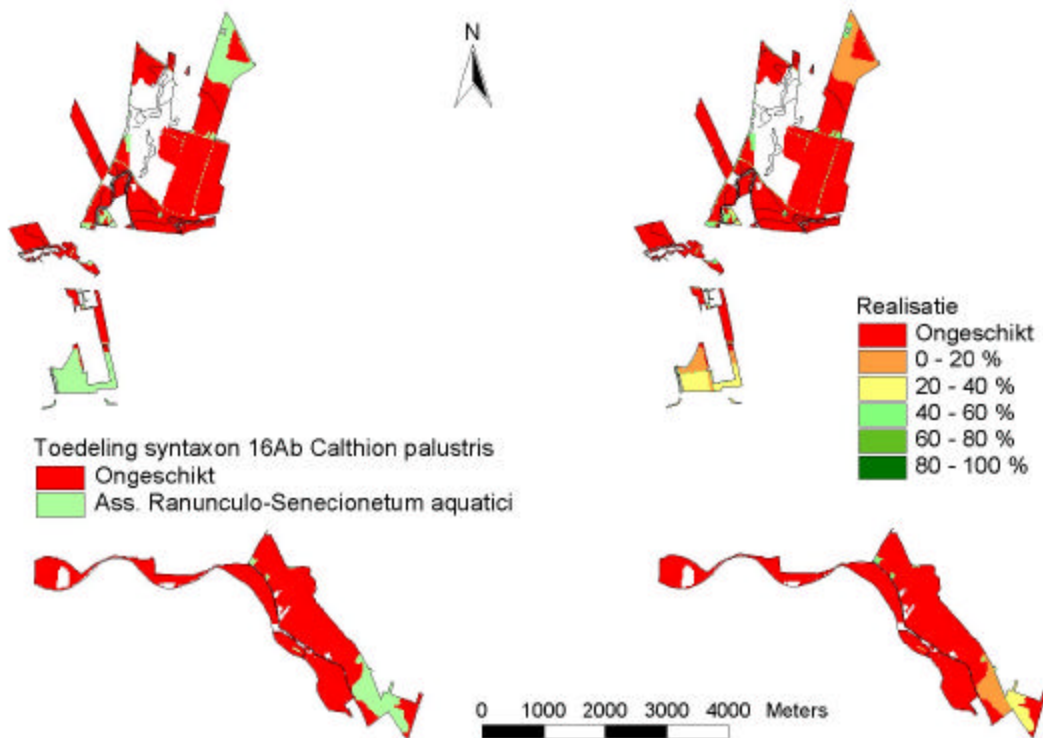 N
Realisatie
Ongeschikt
0 - 20 %
20 - 40 %
40 - 60 %
60 - 80 %
80 - 100 %
Toedeling syntaxon 16Ab Calthion palustris
Ongeschikt
Ass. Ranunculo-Senecionetum aquatici
0 1000 2000 3000 4000 Meters